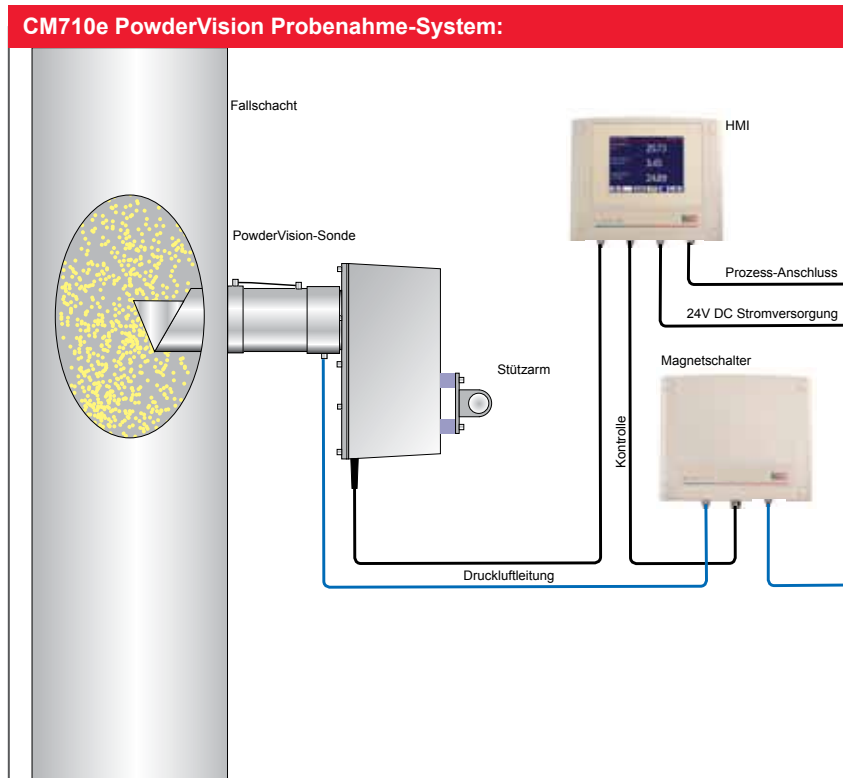 CM710e PowderVision Probenahme-System:
Fallschacht
HMI
PowderVision-Sonde
Prozess-Anschluss
24V DC Stromversorgung
Magnetschalter
Stützarm
Kontrolle
Druckluftleitung